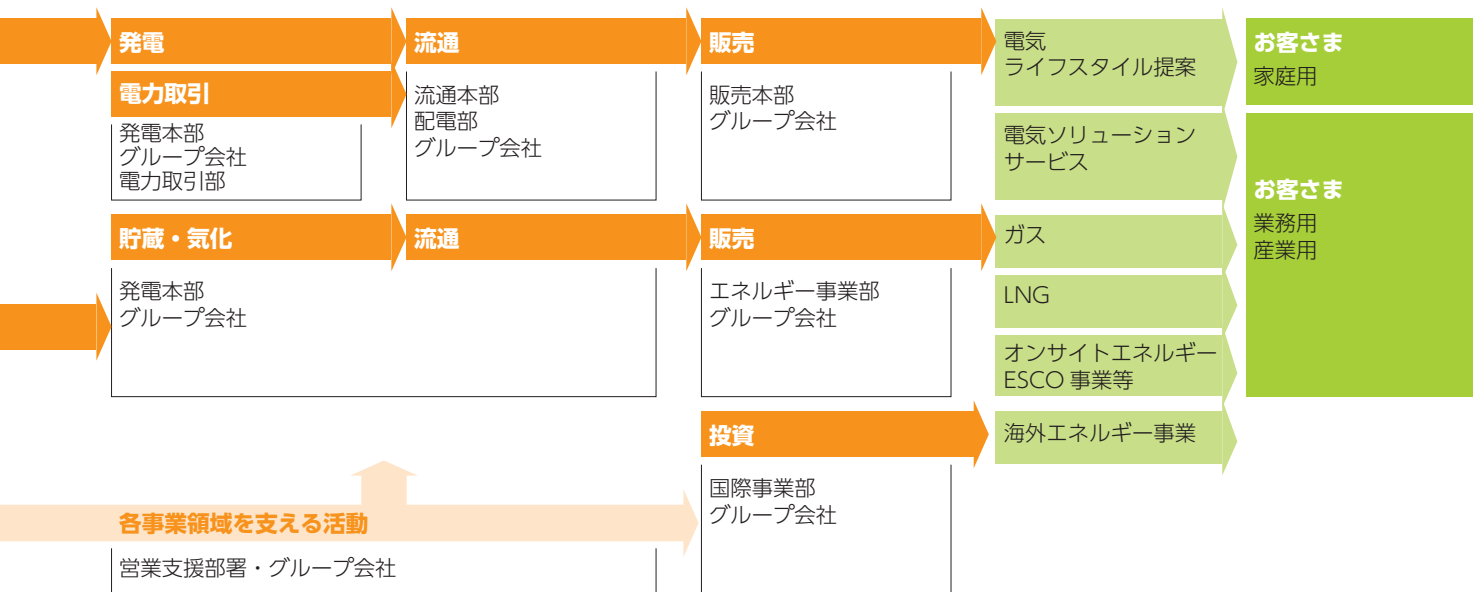 発電
流通
販売
電気
ライフスタイル提案
お客さま
家庭用
電力取引
発電本部
グループ会社
電力取引部
流通本部
配電部
グループ会社
販売本部
グループ会社
電気ソリューション
サービス
お客さま
業務用
産業用
貯蔵・気化
流通
販売
ガス
発電本部
グループ会社
エネルギー事業部
グループ会社
LNG
オンサイトエネルギー
ESCO 事業等
投資
海外エネルギー事業
国際事業部
グループ会社
各事業領域を支える活動
営業支援部署・グループ会社